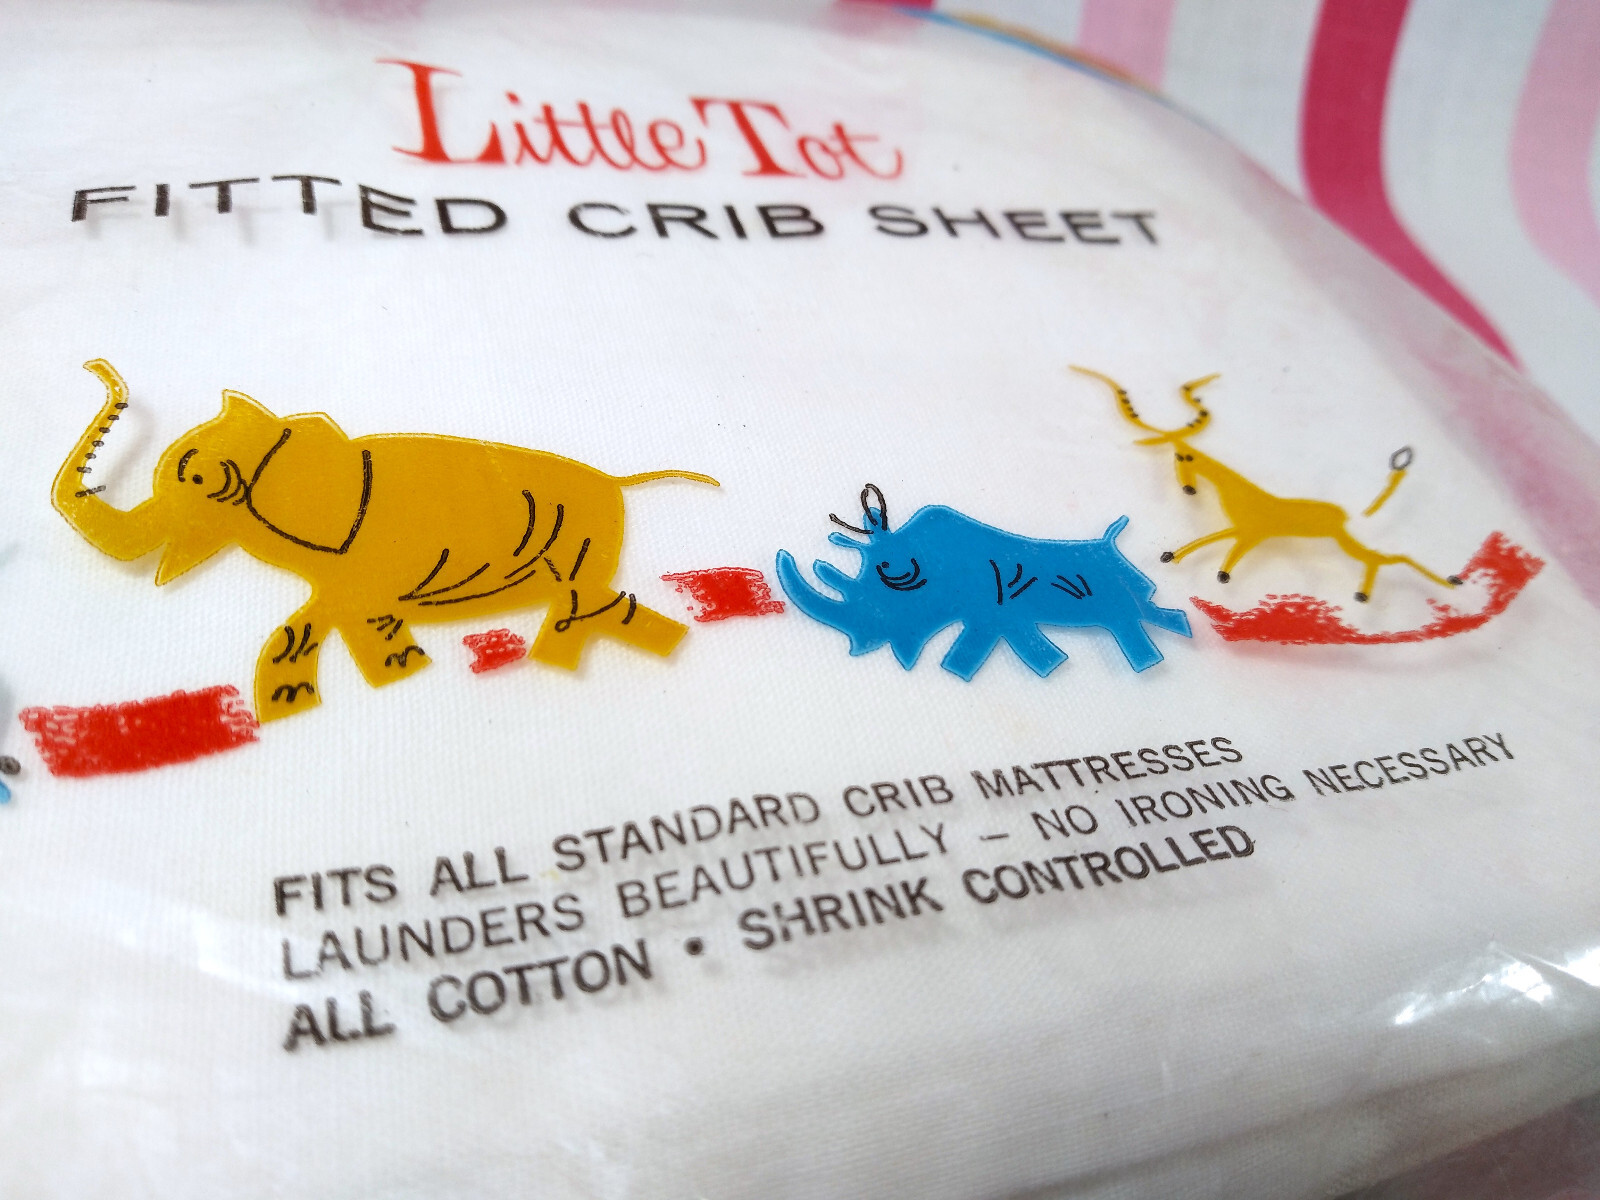 Little Tot
FITTED CRIB SHEET
FITS ALL STANDARD CRIB MATTRESSES
LAUNDERS BEAUTIFULLY – NO IRONING NECESSARY
ALL COTTON • SHRINK CONTROLLED